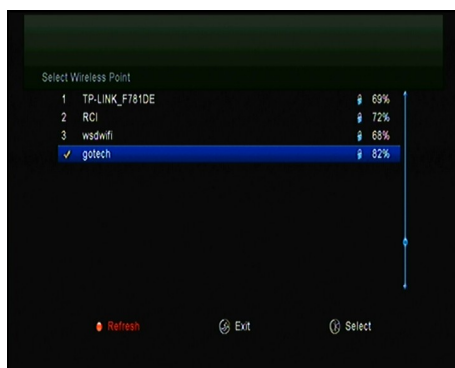 Select Wireless Point
1 TP-LINK_F781DE 69%
2 RCI 72%
3 wsdwifi 68%
gotech 82%
Refresh Exit Select